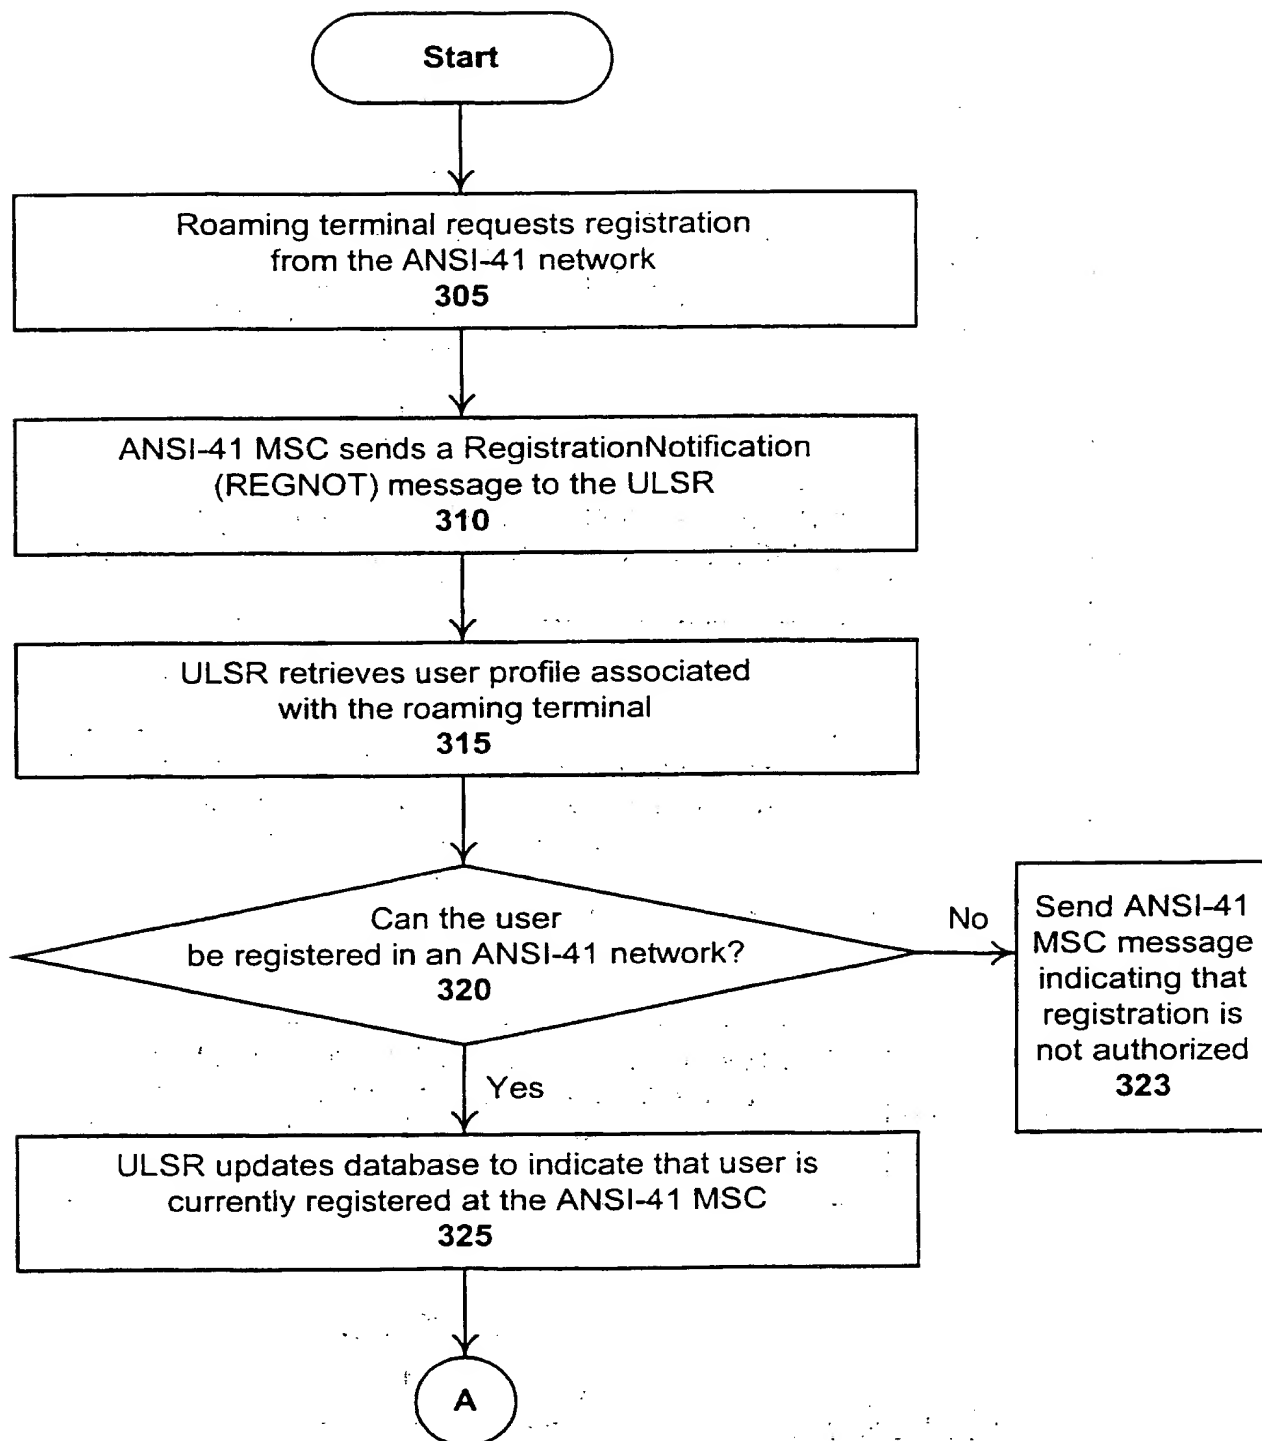 Start
Roaming terminal requests registration
from the ANSI-41 network
305
ANSI-41 MSC sends a RegistrationNotification
(REGNOT) message to the ULSR
310
ULSR retrieves user profile associated
with the roaming terminal
315
Can the user
be registered in an ANSI-41 network?
320
No
Send ANSI-41
MSC message
indicating that
registration is
not authorized
323
Yes
ULSR updates database to indicate that user is
currently registered at the ANSI-41 MSC
325
A